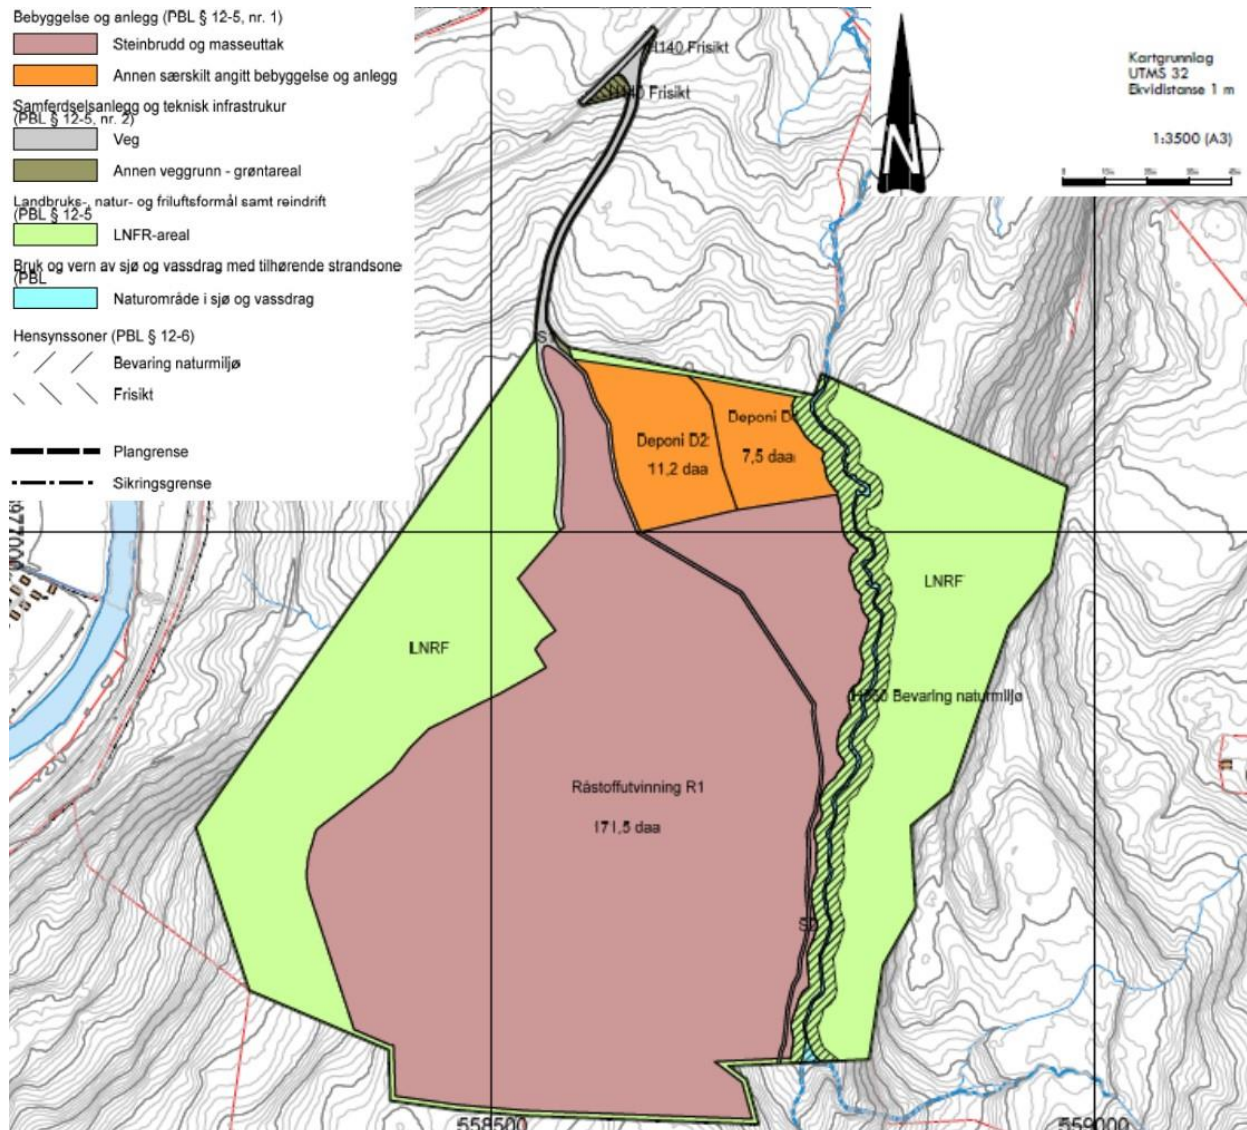 Bebyggelse og anlegg (PBL § 12-5, nr. 1)
Steinbrudd og masseuttak
Annen særskilt angitt bebyggelse og anlegg
Samferdselsanlegg og teknisk infrastrukur
(PBL § 12-5, nr. 2)
Veg
Annen veggrunn - grøntareal
Landbruks-, natur- og friluftsformål samt reindrift
(PBL § 12-5
LNFR-areal
Bruk og vern av sjø og vassdrag med tilhørende strandsone
(PBL
Naturområde i sjø og vassdrag
Hensynssoner (PBL § 12-6)
Bevaring naturmiljø
Frisikt
Plangrense
Sikringsgrense
H140 Frisikt
H140 Frisikt
N
Kartgrunnlag
UTMS 32
Ekvidistanse 1 m
1:3500 (A3)
Deponi D2
11,2 daa
Deponi D
7,5 daa
LNRF
LNRF
Bevaring naturmiljø
Råstoffutvinning R1
171,5 daa
558500
559000